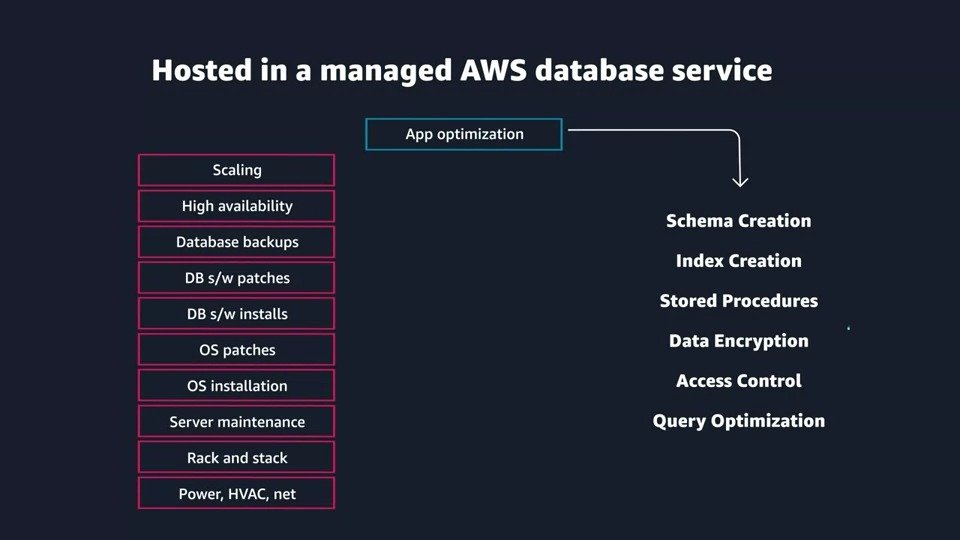 Hosted in a managed AWS database service
App optimization
Scaling
High availability
Database backups
DB s/w patches
DB s/w installs
OS patches
OS installation
Server maintenance
Rack and stack
Power, HVAC, net
Schema Creation
Index Creation
Stored Procedures
Data Encryption
Access Control
Query Optimization